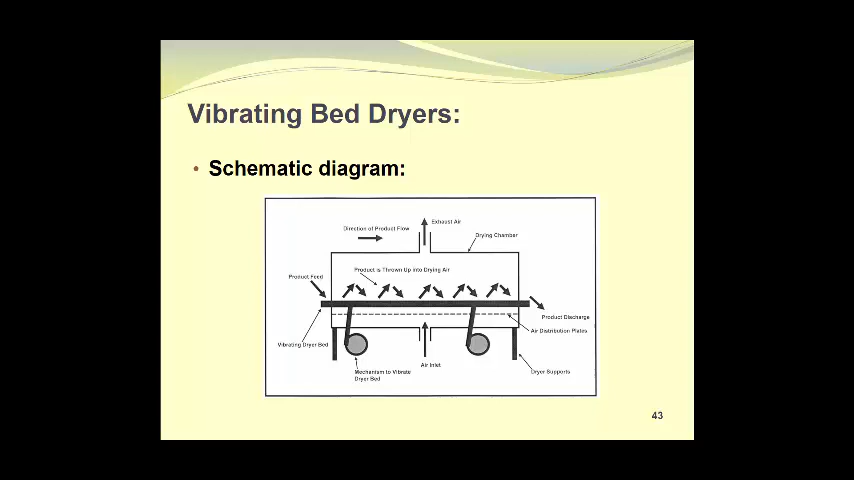 Vibrating Bed Dryers:
• Schematic diagram:
Exhaust Air
Direction of Product Flow
Drying Chamber
Product is Thrown Up into Drying Air
Product Feed
Product Discharge
Air Distribution Plates
Vibrating Dryer Bed
Air Inlet
Mechanism to Vibrate
Dryer Bed
Dryer Supports
43